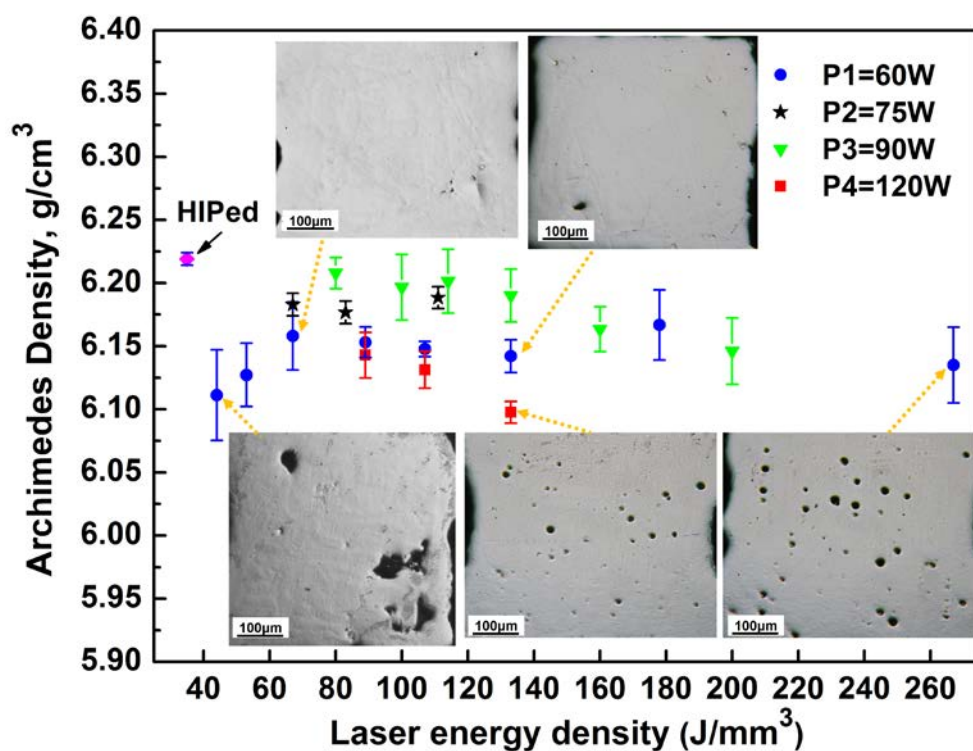 Archimedes Density, g/cm³
6.40
6.35
6.30
6.25
6.20
6.15
6.10
6.05
6.00
5.95
5.90
P1=60W
P2=75W
P3=90W
P4=120W
HIPed
100μm
100μm
100μm
100μm
100μm
40 60 80 100 120 140 160 180 200 220 240 260
Laser energy density (J/mm³)